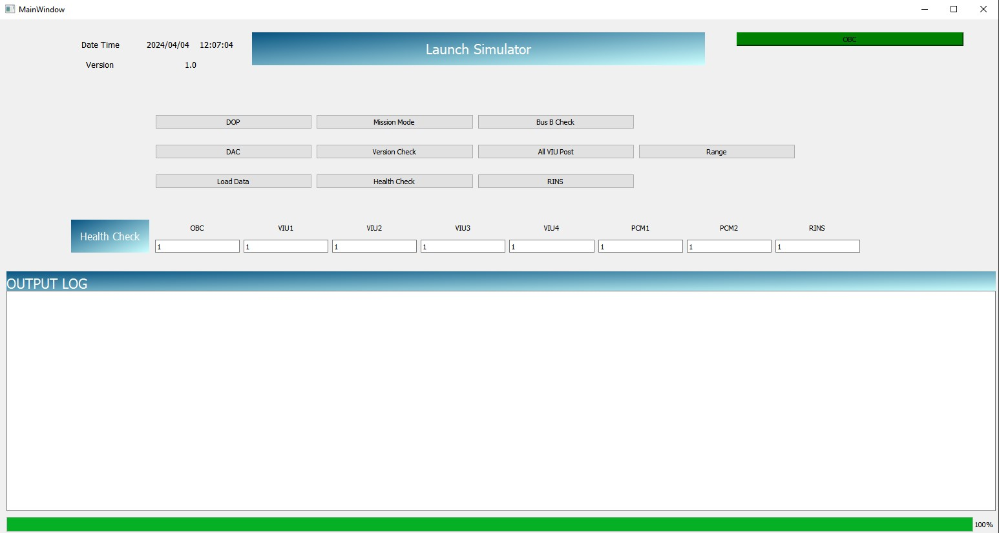 MainWindow
Date Time 2024/04/04 12:07:04
Launch Simulator
OBC
Version 1.0
DOP Mission Mode Bus B Check
DAC Version Check All VIU Post Range
Load Data Health Check RINS
Health Check
OBC VIU1 VIU2 VIU3 VIU4 PCM1 PCM2 RINS
1 1 1 1 1 1 1 1
OUTPUT LOG
100%